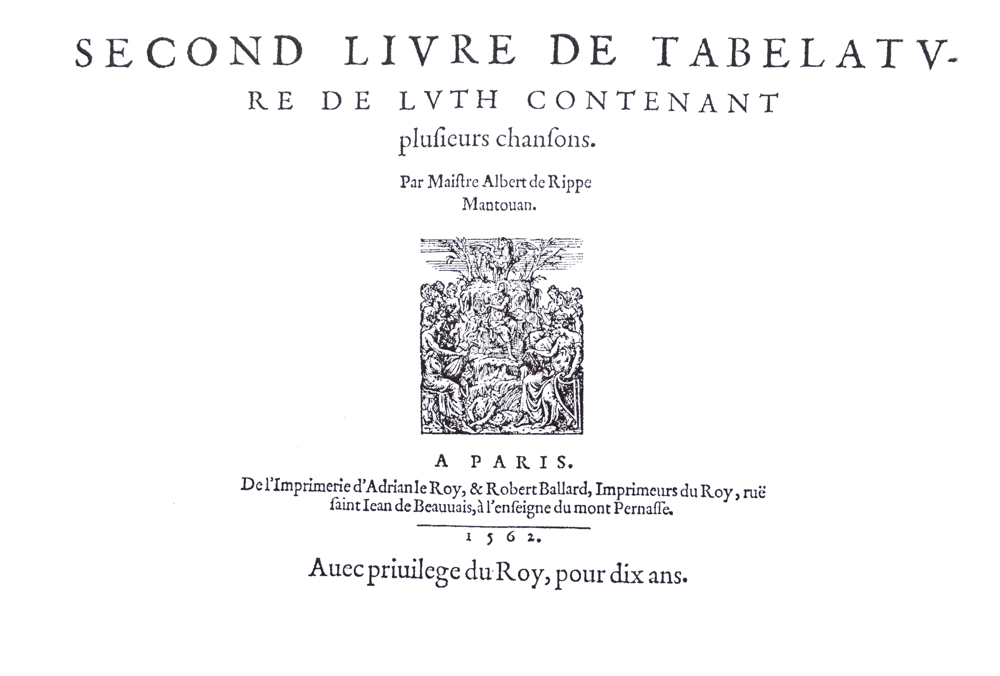 SECOND LIVRE DE TABELATV-
RE DE LVTH CONTENANT
pluſieurs chanſons.
Par Maiſtre Albert de Rippe
Mantouan.
A PARIS.
De l'Imprimerie d'Adrian le Roy, & Robert Ballard, Imprimeurs du Roy, ruë
ſaint Iean de Beauuais, à l'enſeigne du mont Pernaſſe.
1562.
Auec priuilege du Roy, pour dix ans.